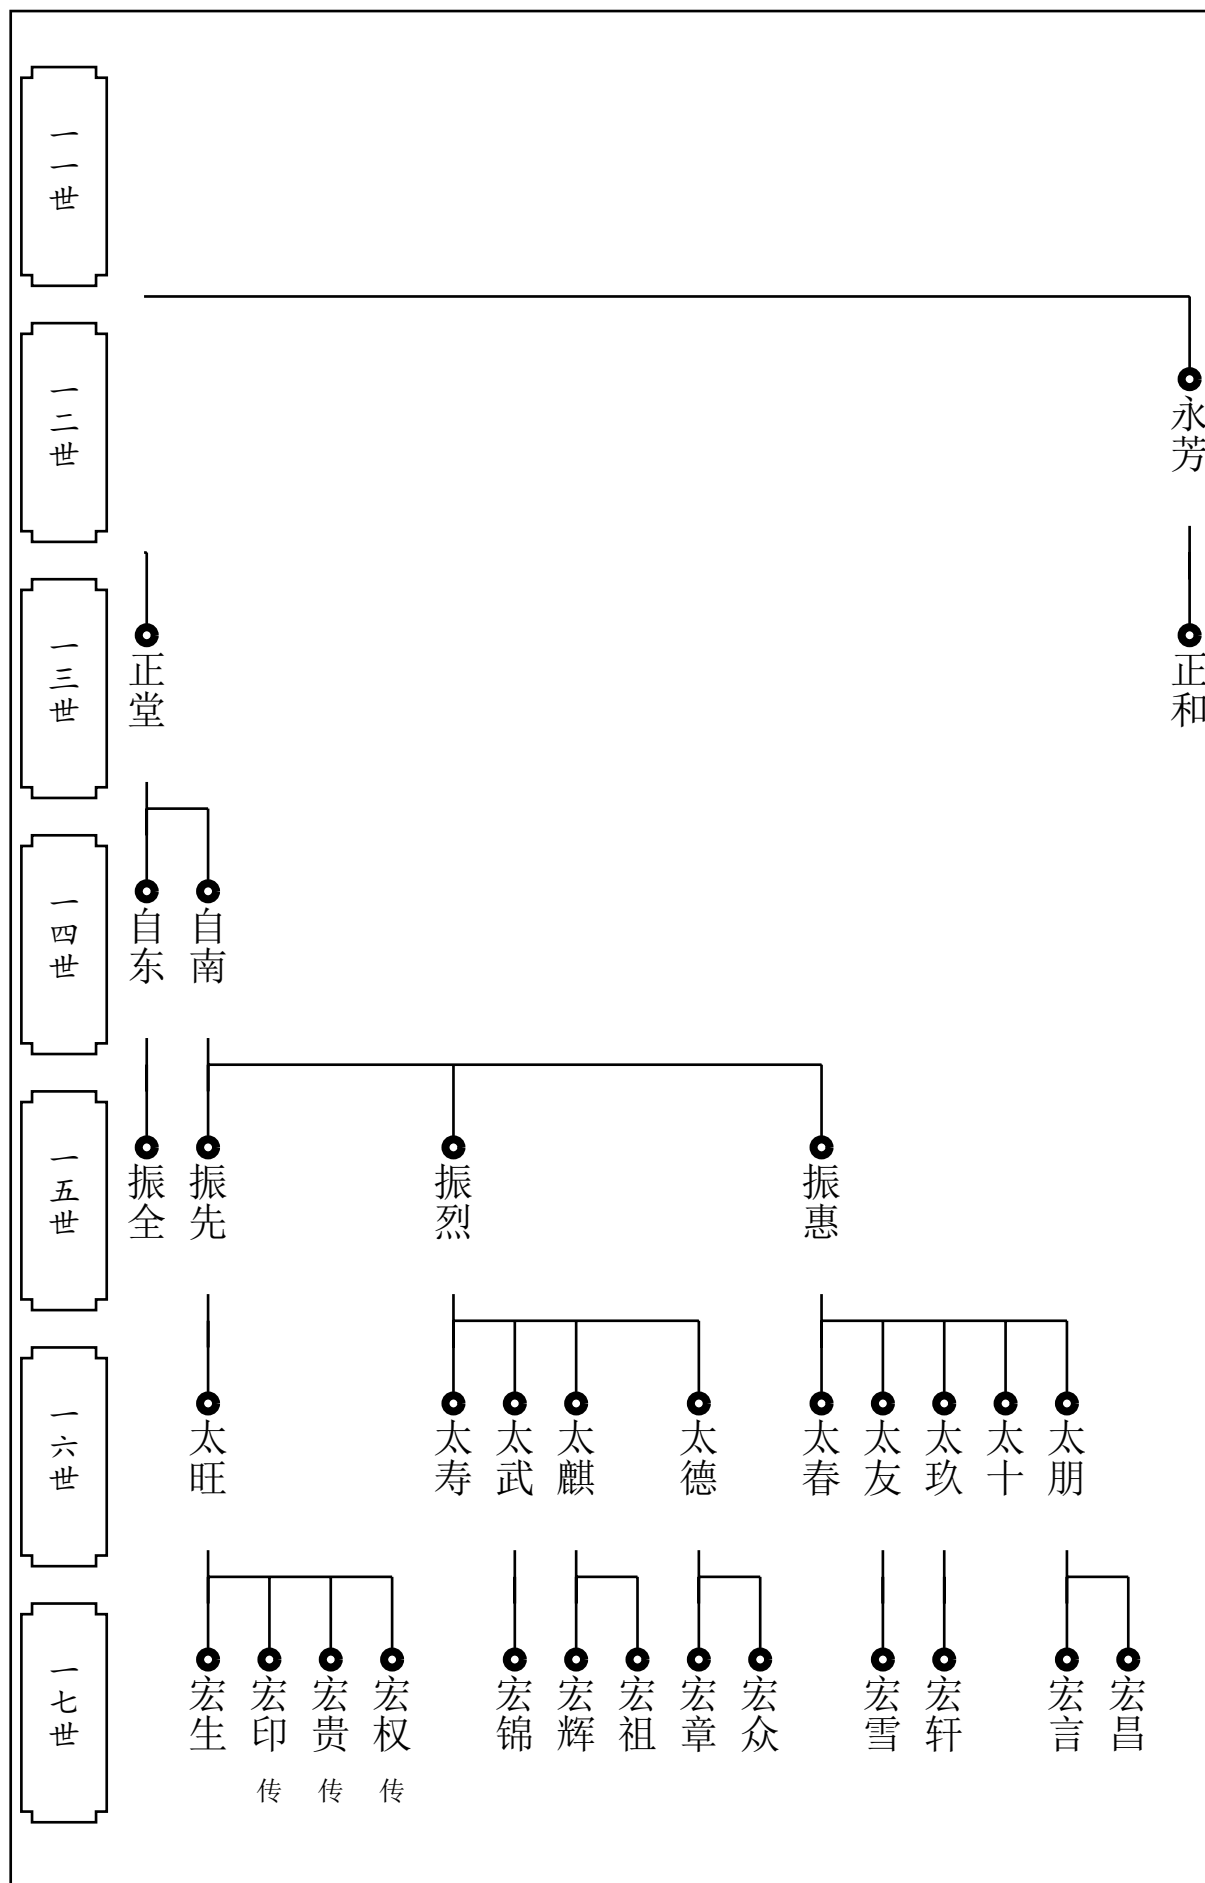 一一世
一二世
永芳
一三世
正堂
正和
一四世
自东
自南
一五世
振全
振先
振烈
振惠
一六世
太旺
太寿
太武
太麒
太德
太春
太友
太玖
太十
太朋
一七世
宏生
宏印
传
宏贵
传
宏权
传
宏锦
宏辉
宏祖
宏章
宏众
宏雪
宏轩
宏言
宏昌